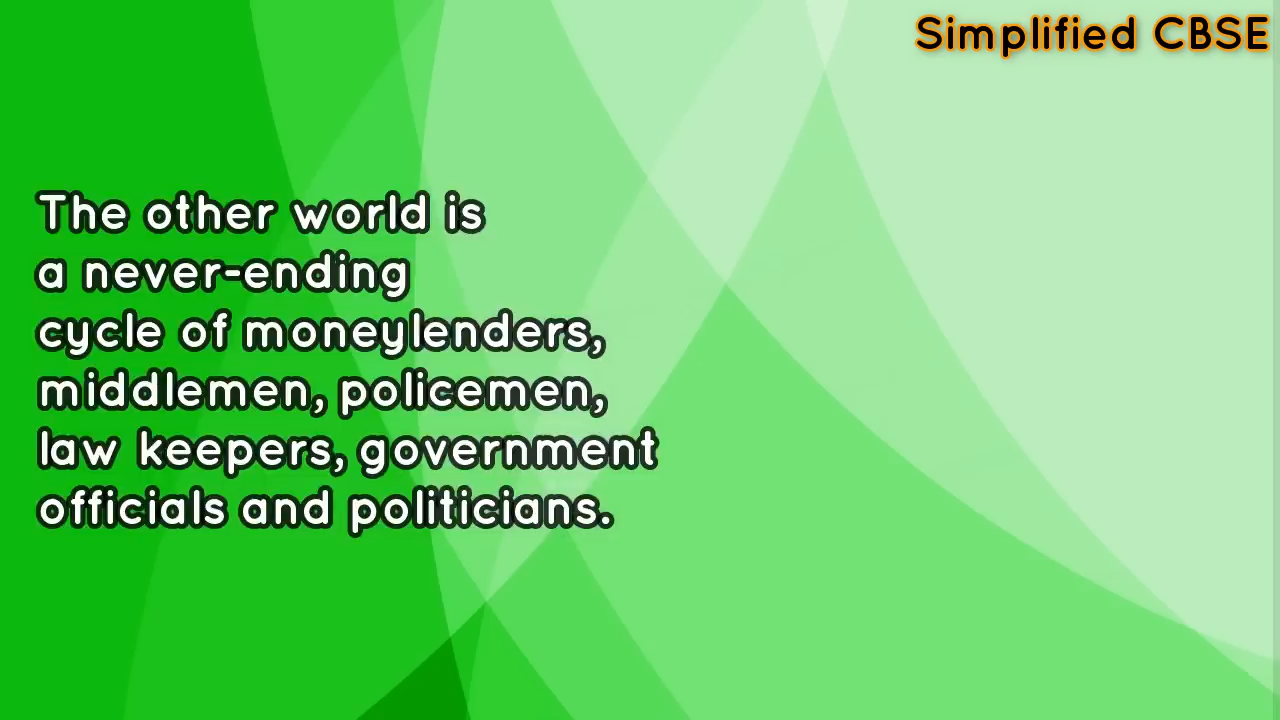 Simplified CBSE
The other world is
a never-ending
cycle of moneylenders,
middlemen, policemen,
law keepers, government
officials and politicians.